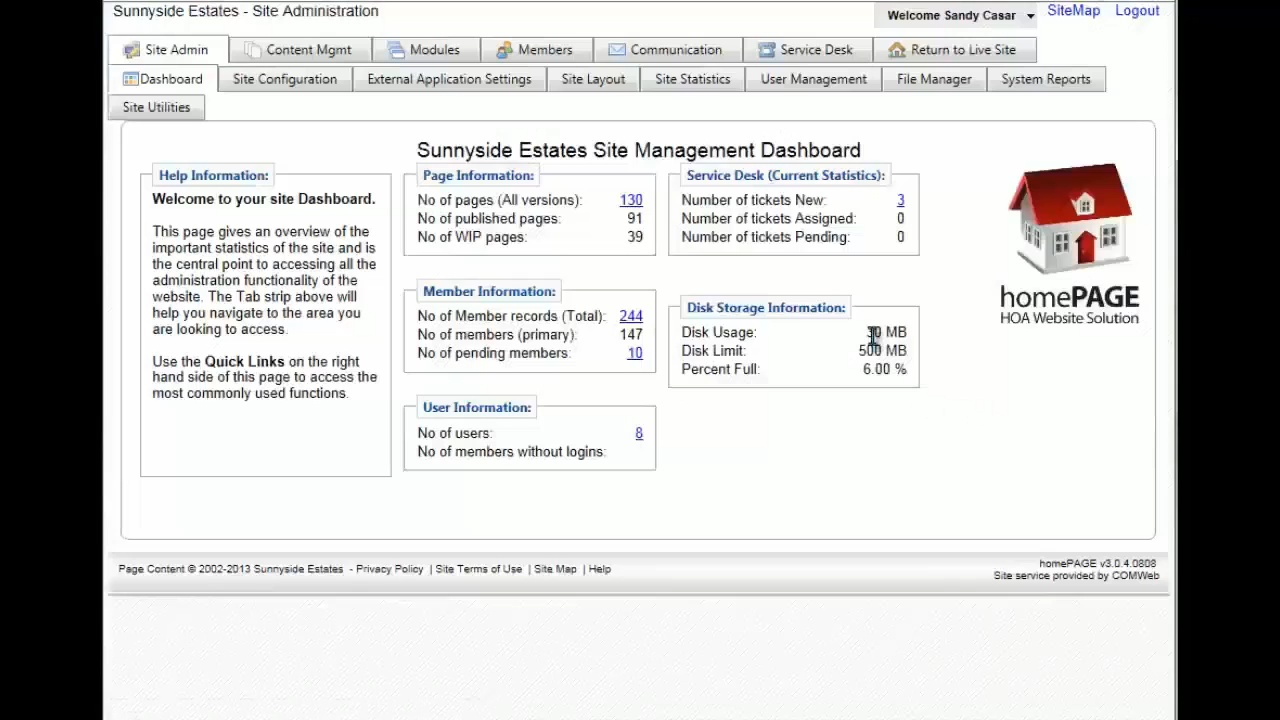 Sunnyside Estates - Site Administration
Welcome Sandy Casar
SiteMap
Logout
Site Admin
Content Mgmt
Modules
Members
Communication
Service Desk
Return to Live Site
Dashboard
Site Configuration
External Application Settings
Site Layout
Site Statistics
User Management
File Manager
System Reports
Site Utilities
Sunnyside Estates Site Management Dashboard
Help Information:
Welcome to your site Dashboard.
This page gives an overview of the
important statistics of the site and is
the central point to accessing all the
administration functionality of the
website. The Tab strip above will
help you navigate to the area you
are looking to access.
Use the Quick Links on the right
hand side of this page to access the
most commonly used functions.
Page Information:
No of pages (All versions): 130
No of published pages: 91
No of WIP pages: 39
Member Information:
No of Member records (Total): 244
No of members (primary): 147
No of pending members: 10
User Information:
No of users: 8
No of members without logins:
Service Desk (Current Statistics):
Number of tickets New: 3
Number of tickets Assigned: 0
Number of tickets Pending: 0
Disk Storage Information:
Disk Usage: 30 MB
Disk Limit: 500 MB
Percent Full: 6.00 %
homePAGE
HOA Website Solution
Page Content © 2002-2013 Sunnyside Estates - Privacy Policy | Site Terms of Use | Site Map | Help
homePAGE v3.0.4.0808
Site service provided by COMWeb